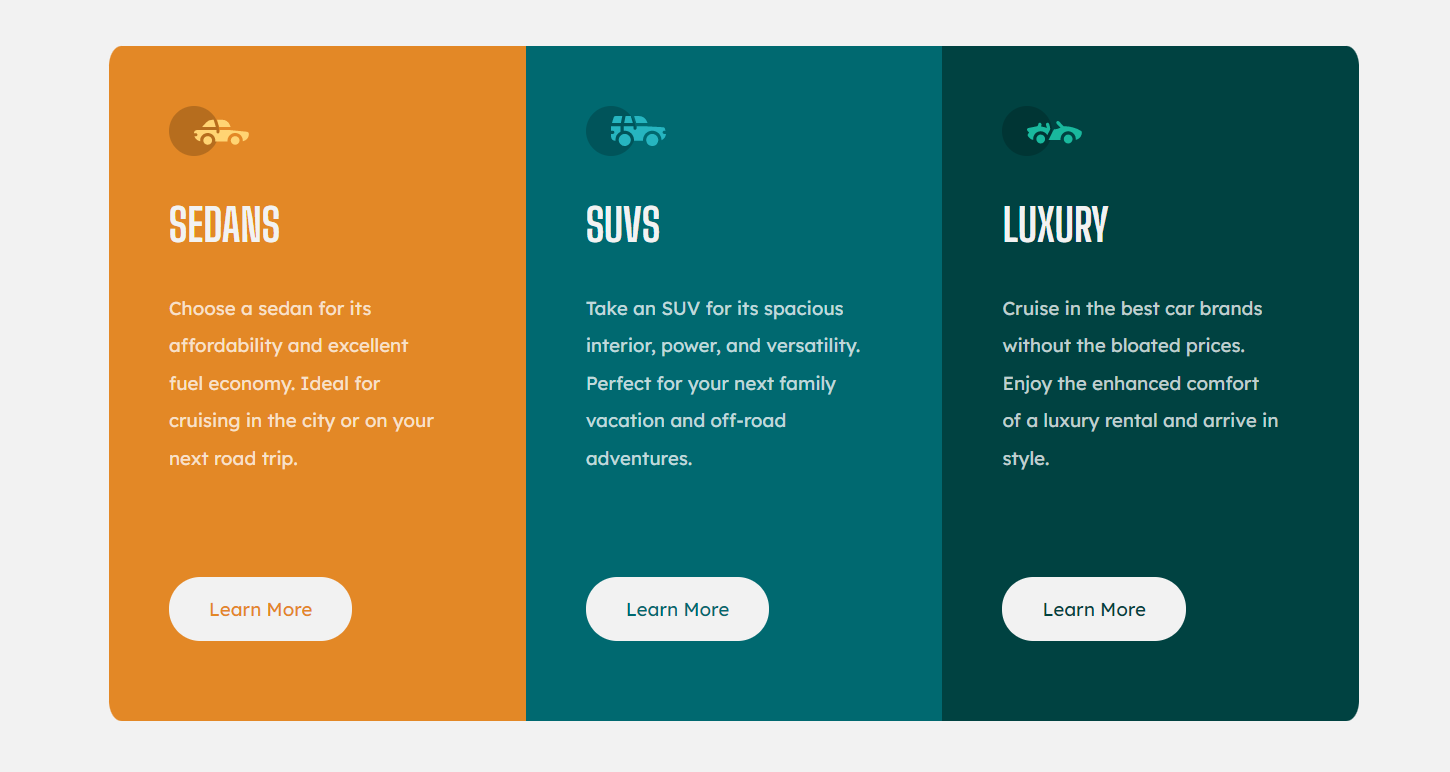 SEDANS
Choose a sedan for its
affordability and excellent
fuel economy. Ideal for
cruising in the city or on your
next road trip.
Learn More
SUVS
Take an SUV for its spacious
interior, power, and versatility.
Perfect for your next family
vacation and off-road
adventures.
Learn More
LUXURY
Cruise in the best car brands
without the bloated prices.
Enjoy the enhanced comfort
of a luxury rental and arrive in
style.
Learn More